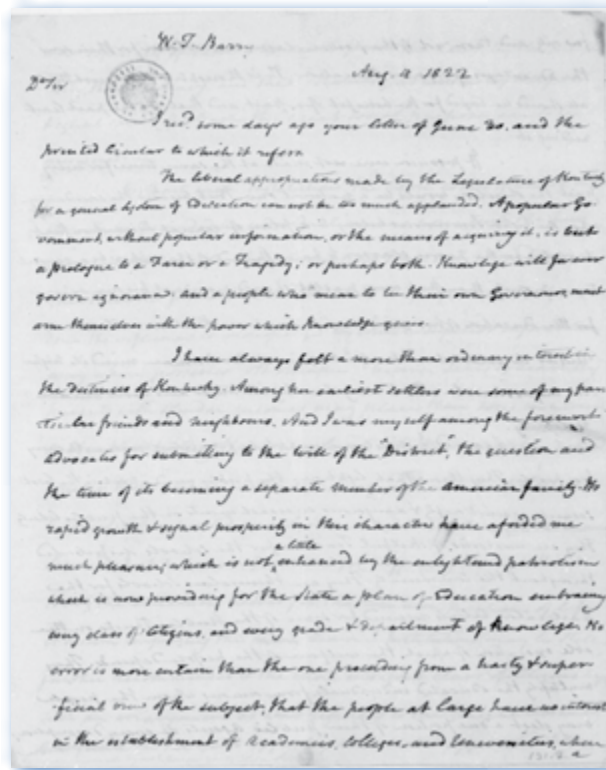 W. T. Barry
Aug. 4 1822
Dr Sir
I recd. some days ago your letter of June 30. and the
printed Circular to which it refers
The liberal appropriations made by the Legislature of Kentucky
for a general System of Education can not be too much applauded. A popular Go
vernment, without popular information, or the means of acquiring it, is but
a prologue to a Farce or a Tragedy; or perhaps both. Knowledge will for ever
govern ignorance; and a people who mean to be their own Governors, must
arm themselves with the power which Knowledge gives
I have always felt a more than ordinary interest in
the destinies of Kentucky. Among her earliest settlers were some of my par
ticular friends and neighbours. And I was myself among the foremost
advocates for submitting to the will of the "District", the question and
the time of its becoming a separate member of the American family. Its
rapid growth & signal prosperity in this character have afforded me
much pleasure; which is not
a little
enhanced by the enlightened patriotism
which is now providing for the State a plan of Education embracing
every class of Citizens, and every grade & department of Knowledge. No
error is more certain than the one proceeding from a hasty & super
ficial view of the subject: that the people at large have no interest
in the establishment of Academies, Colleges, and Universities, where
a